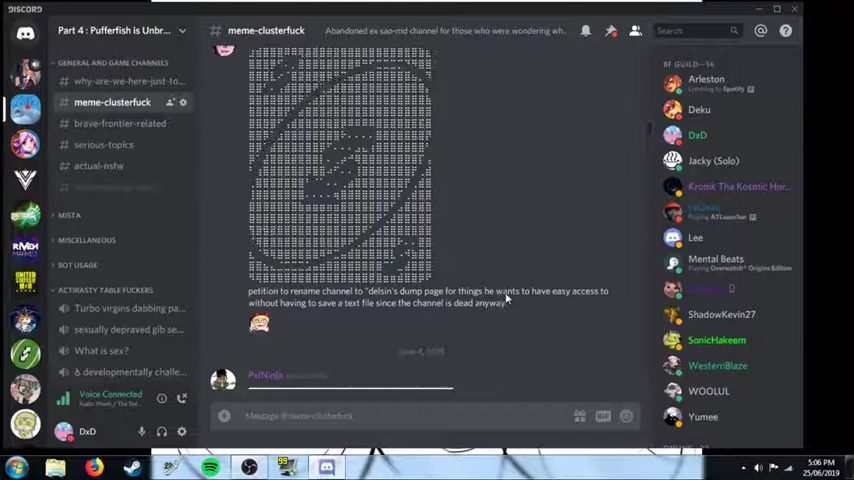 DISCORD
Part 4 : Pufferfish is Unbr...
# meme-clusterfuck
Abandoned ex sao-md channel for those who were wondering wh...
Search
GENERAL AND GAME CHANNELS
# why-are-we-here-just-to...
# meme-clusterfuck
# brave-frontier-related
# serious-topics
# actual-nsfw
MISTA
MISCELLANEOUS
BOT USAGE
ACTIRASTY TABLE FUCKERS
Turbo virgins dabbing pa...
sexually depraved gib se...
What is sex?
& developmentally challe...
Voice Connected
DxD
petition to rename channel to "delsin's dump page for things he wants to have easy access to
without having to save a text file since the channel is dead anyway
PxlNinja
Message #meme-clusterfuck
GIF
BF GUILD—14
Arleston
Listening to Spotify
Deku
DxD
Jacky (Solo)
Kromk Tha Kosmic Hor...
Playing ATLauncher
Lee
Mental Beats
Playing Overwatch® Origins Edition
ShadowKevin27
SonicHakeem
WesternBlaze
WOOLUL
Yumee
RIVEN
MARKET
UNITED
5:06 PM
25/06/2019